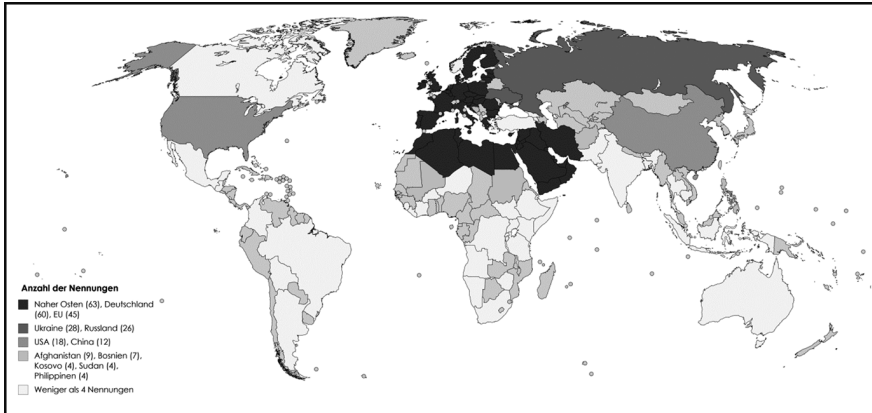 Anzahl der Nennungen
Naher Osten (63), Deutschland
(60), EU (45)
Ukraine (28), Russland (26)
USA (18), China (12)
Afghanistan (9), Bosnien (7),
Kosovo (4), Sudan (4),
Philippinen (4)
Weniger als 4 Nennungen